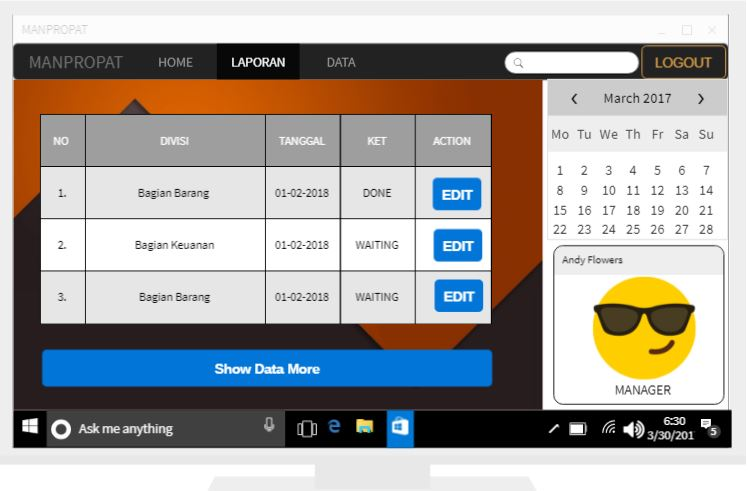 MANPROPAT
MANPROPAT HOME LAPORAN DATA LOGOUT
March 2017
Mo Tu We Th Fr Sa Su
1 2 3 4 5 6 7
8 9 10 11 12 13 14
15 16 17 18 19 20 21
22 23 24 25 26 27 28
NO DIVISI TANGGAL KET ACTION
1. Bagian Barang 01-02-2018 DONE EDIT
2. Bagian Keuanan 01-02-2018 WAITING EDIT
3. Bagian Barang 01-02-2018 WAITING EDIT
Show Data More
Andy Flowers
MANAGER
Ask me anything
6:30
3/30/201
5